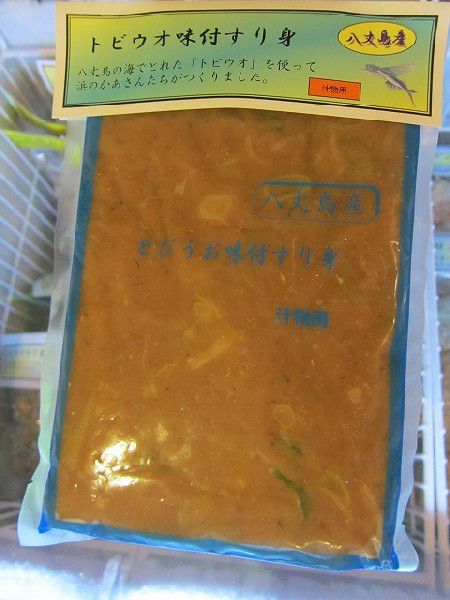 トビウオ味付すり身
八丈島産
八丈島の海でとれた「トビウオ」を使って
浜のかあさんたちがつくりました。
汁物用
八丈島産
とびうお味付すり身
汁物用